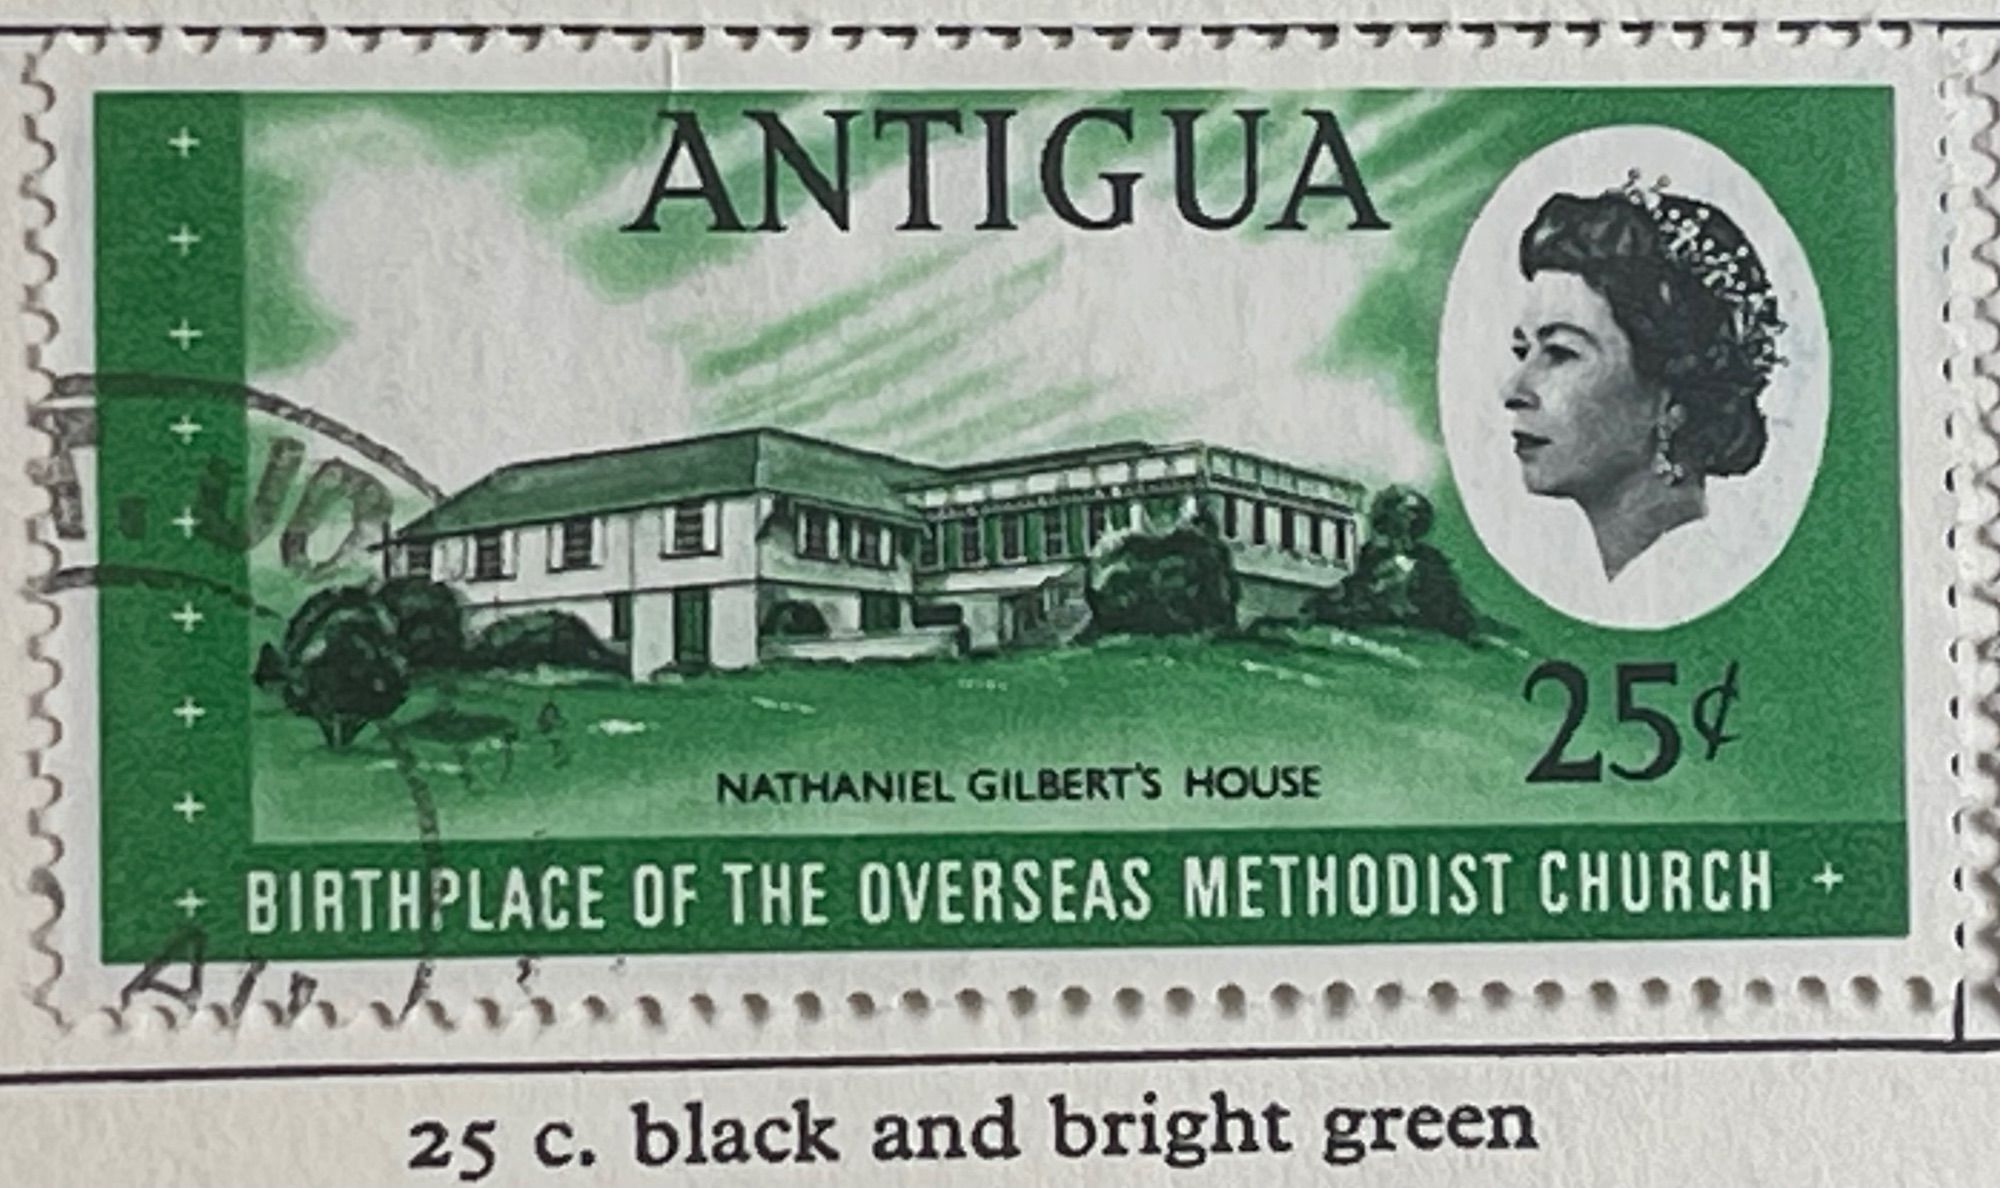 ANTIGUA
25¢
NATHANIEL GILBERT'S HOUSE
BIRTHPLACE OF THE OVERSEAS METHODIST CHURCH
25 c. black and bright green